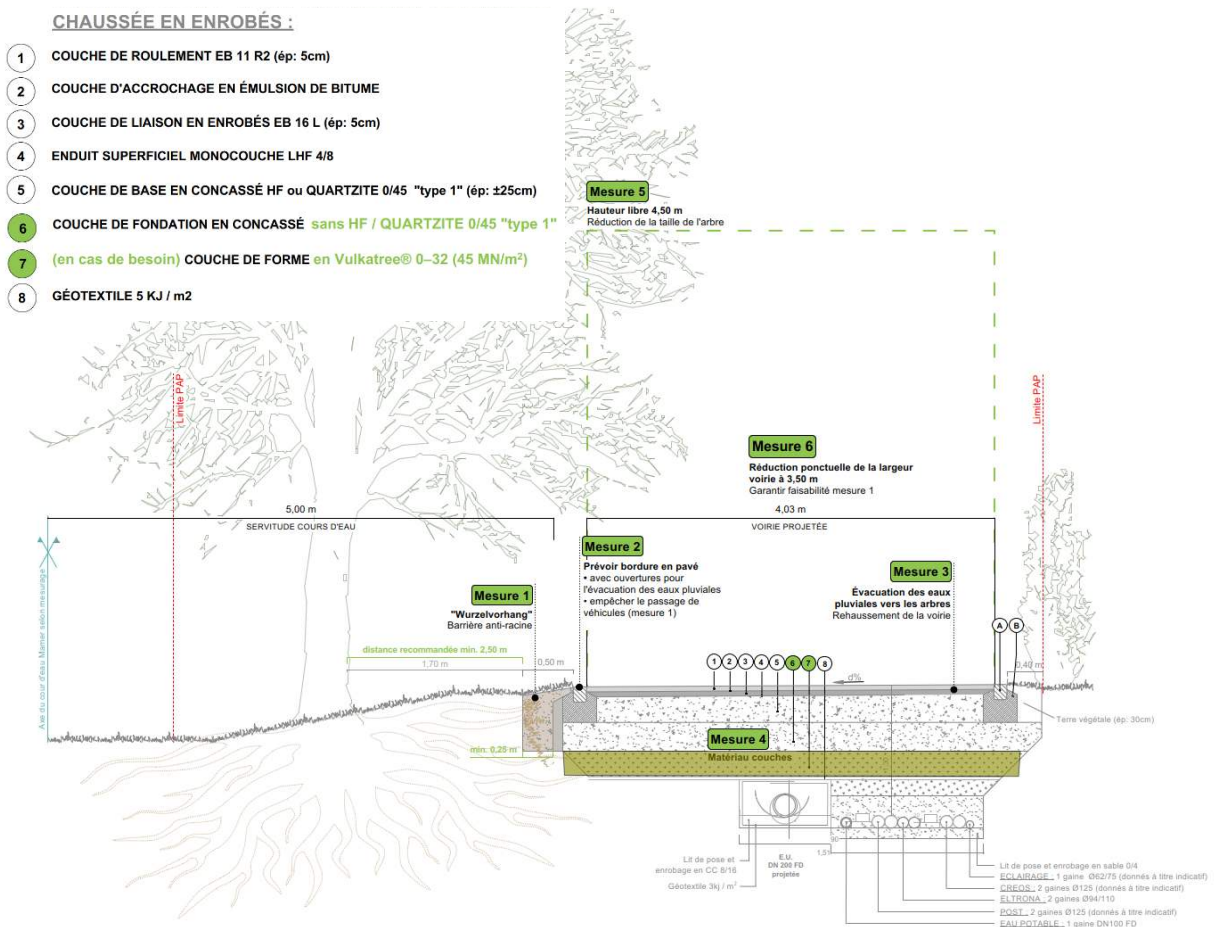 CHAUSSÉE EN ENROBÉS :
1 COUCHE DE ROULEMENT EB 11 R2 (ép: 5cm)
2 COUCHE D'ACCROCHAGE EN ÉMULSION DE BITUME
3 COUCHE DE LIAISON EN ENROBÉS EB 16 L (ép: 5cm)
4 ENDUIT SUPERFICIEL MONOCOUCHE LHF 4/8
5 COUCHE DE BASE EN CONCASSÉ HF ou QUARTZITE 0/45 "type 1" (ép: ±25cm)
6 COUCHE DE FONDATION EN CONCASSÉ sans HF / QUARTZITE 0/45 "type 1"
7 (en cas de besoin) COUCHE DE FORME en Vulkatree® 0–32 (45 MN/m²)
8 GÉOTEXTILE 5 KJ / m2
Mesure 5
Hauteur libre 4,50 m
Réduction de la taille de l'arbre
Limite PAP
Limite PAP
Mesure 6
Réduction ponctuelle de la largeur
voirie à 3,50 m
Garantir faisabilité mesure 1
5,00 m
SERVITUDE COURS D'EAU
4,03 m
VOIRIE PROJETÉE
Axe du cour d'eau Mamer selon mesurage
Mesure 1
"Wurzelvorhang"
Barrière anti-racine
Mesure 2
Prévoir bordure en pavé
• avec ouvertures pour
l'évacuation des eaux pluviales
• empêcher le passage de
véhicules (mesure 1)
Mesure 3
Évacuation des eaux
pluviales vers les arbres
Rehaussement de la voirie
A B
distance recommandée min. 2,50 m
1,70 m
0,50 m
1 2 3 4 5 6 7 8
d%
0,40 m
Terre végétale (ép: 30cm)
min. 0,25 m
Mesure 4
Matériau couches
90
1,51
Lit de pose et
enrobage en CC 8/16
Géotextile 3kj / m²
E.U.
DN 200 FD
projetée
Lit de pose et enrobage en sable 0/4
ECLAIRAGE : 1 gaine Ø62/75 (donnés à titre indicatif)
CREOS : 2 gaines Ø125 (donnés à titre indicatif)
ELTRONA : 2 gaines Ø94/110
POST : 2 gaines Ø125 (donnés à titre indicatif)
EAU POTABLE : 1 gaine DN100 FD